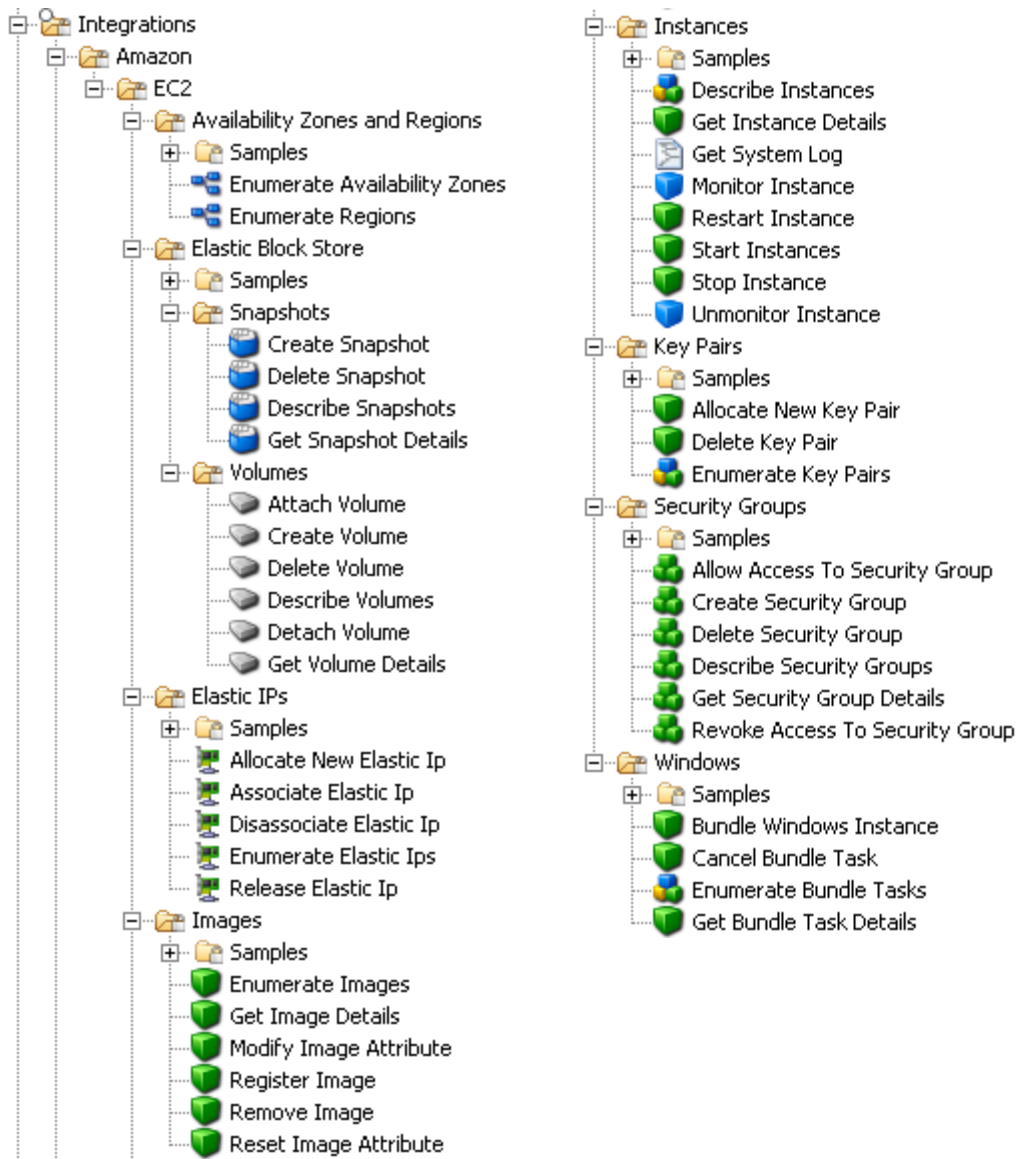 Integrations
Amazon
EC2
Availability Zones and Regions
Samples
Enumerate Availability Zones
Enumerate Regions
Elastic Block Store
Samples
Snapshots
Create Snapshot
Delete Snapshot
Describe Snapshots
Get Snapshot Details
Volumes
Attach Volume
Create Volume
Delete Volume
Describe Volumes
Detach Volume
Get Volume Details
Elastic IPs
Samples
Allocate New Elastic Ip
Associate Elastic Ip
Disassociate Elastic Ip
Enumerate Elastic Ips
Release Elastic Ip
Images
Samples
Enumerate Images
Get Image Details
Modify Image Attribute
Register Image
Remove Image
Reset Image Attribute
Instances
Samples
Describe Instances
Get Instance Details
Get System Log
Monitor Instance
Restart Instance
Start Instances
Stop Instance
Unmonitor Instance
Key Pairs
Samples
Allocate New Key Pair
Delete Key Pair
Enumerate Key Pairs
Security Groups
Samples
Allow Access To Security Group
Create Security Group
Delete Security Group
Describe Security Groups
Get Security Group Details
Revoke Access To Security Group
Windows
Samples
Bundle Windows Instance
Cancel Bundle Task
Enumerate Bundle Tasks
Get Bundle Task Details